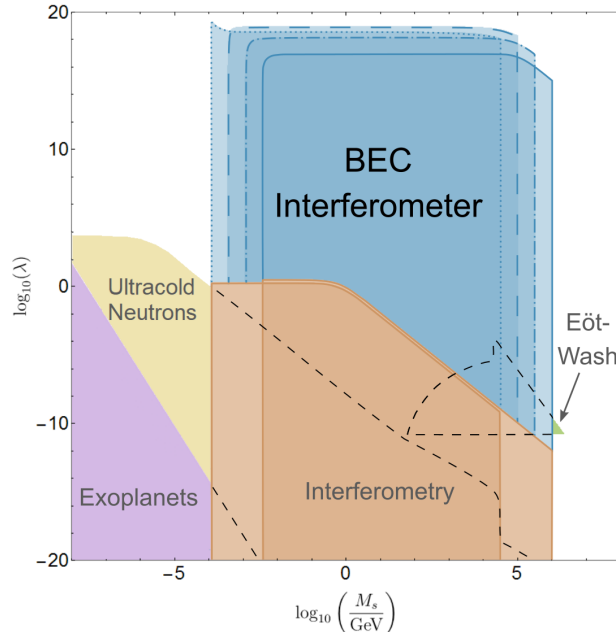 20
10
0
−10
−20
−5
0
5
log₁₀(λ)
log₁₀(M_s/GeV)
BEC
Interferometer
Ultracold
Neutrons
Eöt-
Wash
Exoplanets
Interferometry